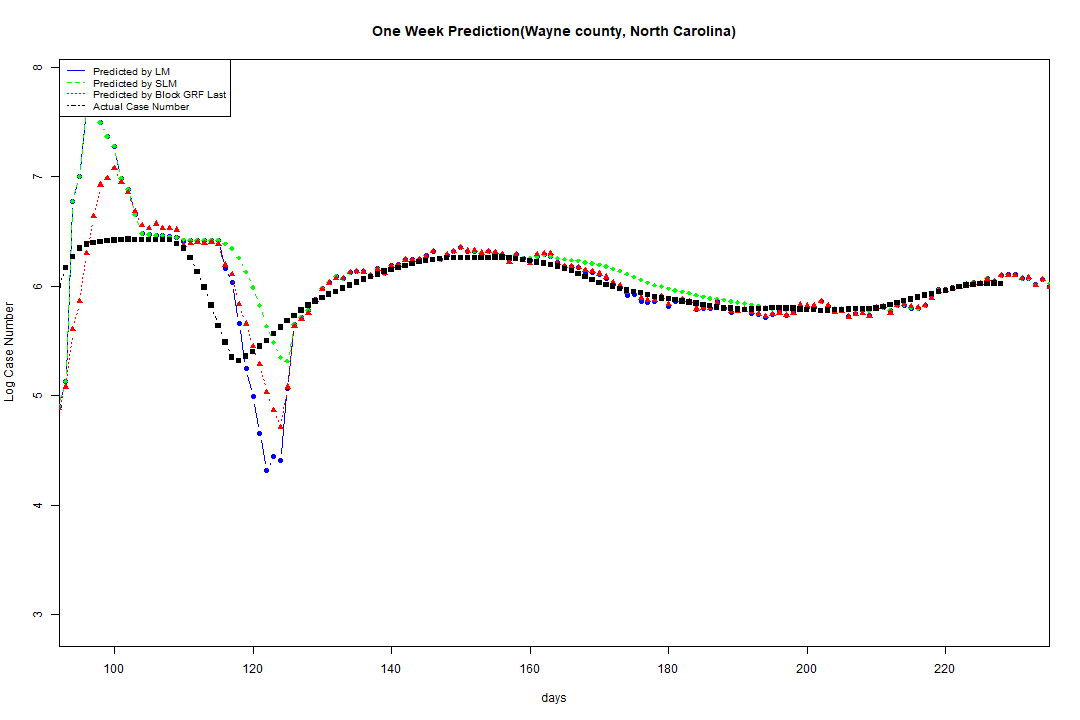 One Week Prediction(Wayne county, North Carolina)
Predicted by LM
Predicted by SLM
Predicted by Block GRF Last
Actual Case Number
8
7
6
5
4
3
Log Case Number
100 120 140 160 180 200 220
days